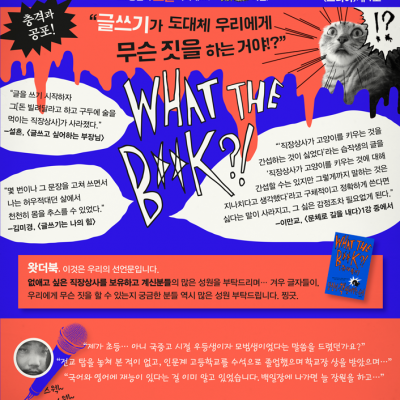 충격과
공포!
"글쓰기가 도대체 우리에게
무슨 짓을 하는 거야!?"
!?
WHAT THE
B**K?!
"글을 쓰기 시작하자
그[돈 빌려달라고 하고 구두에 술을
먹이는 직장상사]가 사라졌다."
-설흔, <글쓰고 싶어하는 부장님>
"몇 번이나 그 문장을 고쳐 쓰면서
나는 허우적대던 살에서
천천히 몸을 추스를 수 있었다."
-김미경, <글쓰기는 나의 힘>
"'직장상사가 고양이를 키우는 것을
간섭하는 것이 싫었다'라는 습작생의 글을
'직장상사가 고양이를 키우는 것에 대해
간섭할 수는 있지만 그렇게까지 말하는 것은
지나치다고 생각했다'라고 구체적이고 정확하게 쓴다면
싫다는 말이 사라지고, 그 싫은 감정조차 필요없게 된다."
-이만교, <문체로 길을 내다>1강 중에서
WHAT THE
B**K?!
왓더북. 이것은 우리의 선언문입니다.
없애고 싶은 직장상사를 보유하고 계신분들의 많은 성원을 부탁드리며… 겨우 글자들이,
우리에게 무슨 짓을 할 수 있는지 궁금한 분들 역시 많은 성원 부탁드립니다. 찡긋.
"제가 초등… 아니 국중고 시절 우등생이자 모범생이었다는 말씀을 드렸던가요?"
"전교 탑을 놓쳐 본 적이 없고, 인문계 고등학교를 수석으로 졸업했으며 학교장 상을 받았으며…"
"국어와 영어에 재능이 있다는 걸 이미 알고 있었습니다. 백일장에 나가면 늘 장원을 하고…"